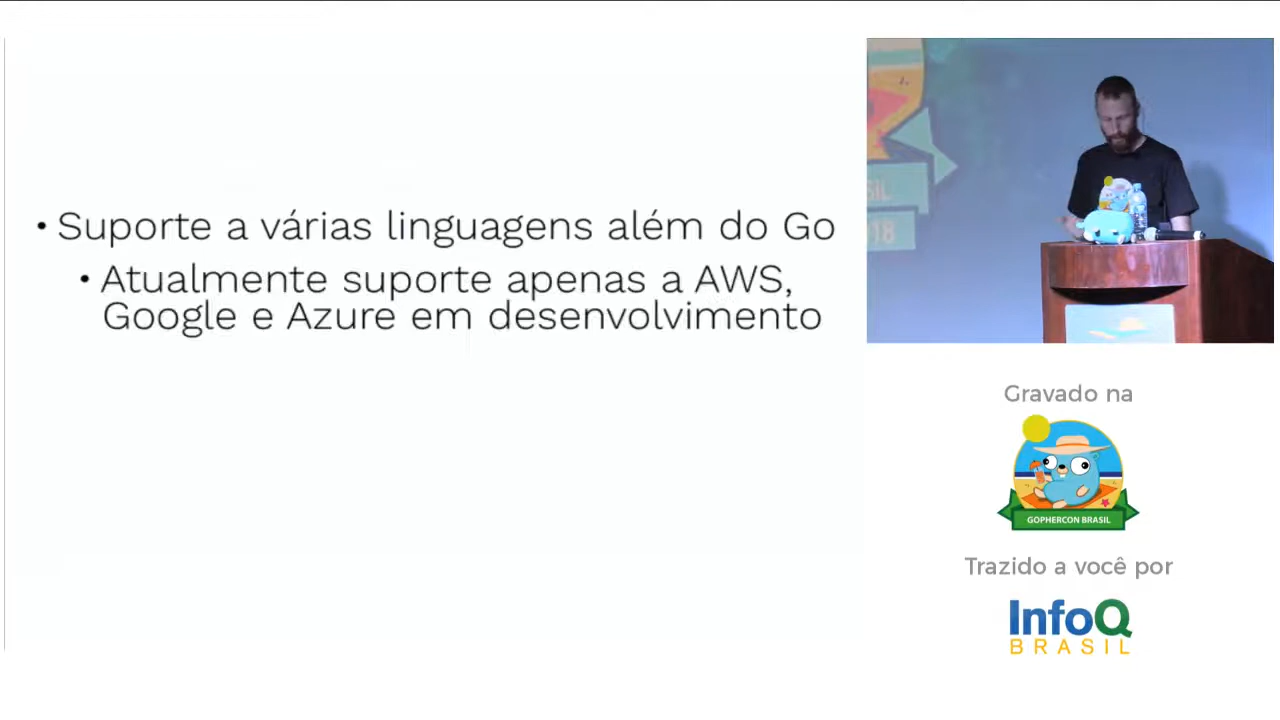 • Suporte a várias linguagens além do Go
• Atualmente suporte apenas a AWS,
Google e Azure em desenvolvimento
Gravado na
GOPHERCON BRASIL
Trazido a você por
InfoQ
BRASIL